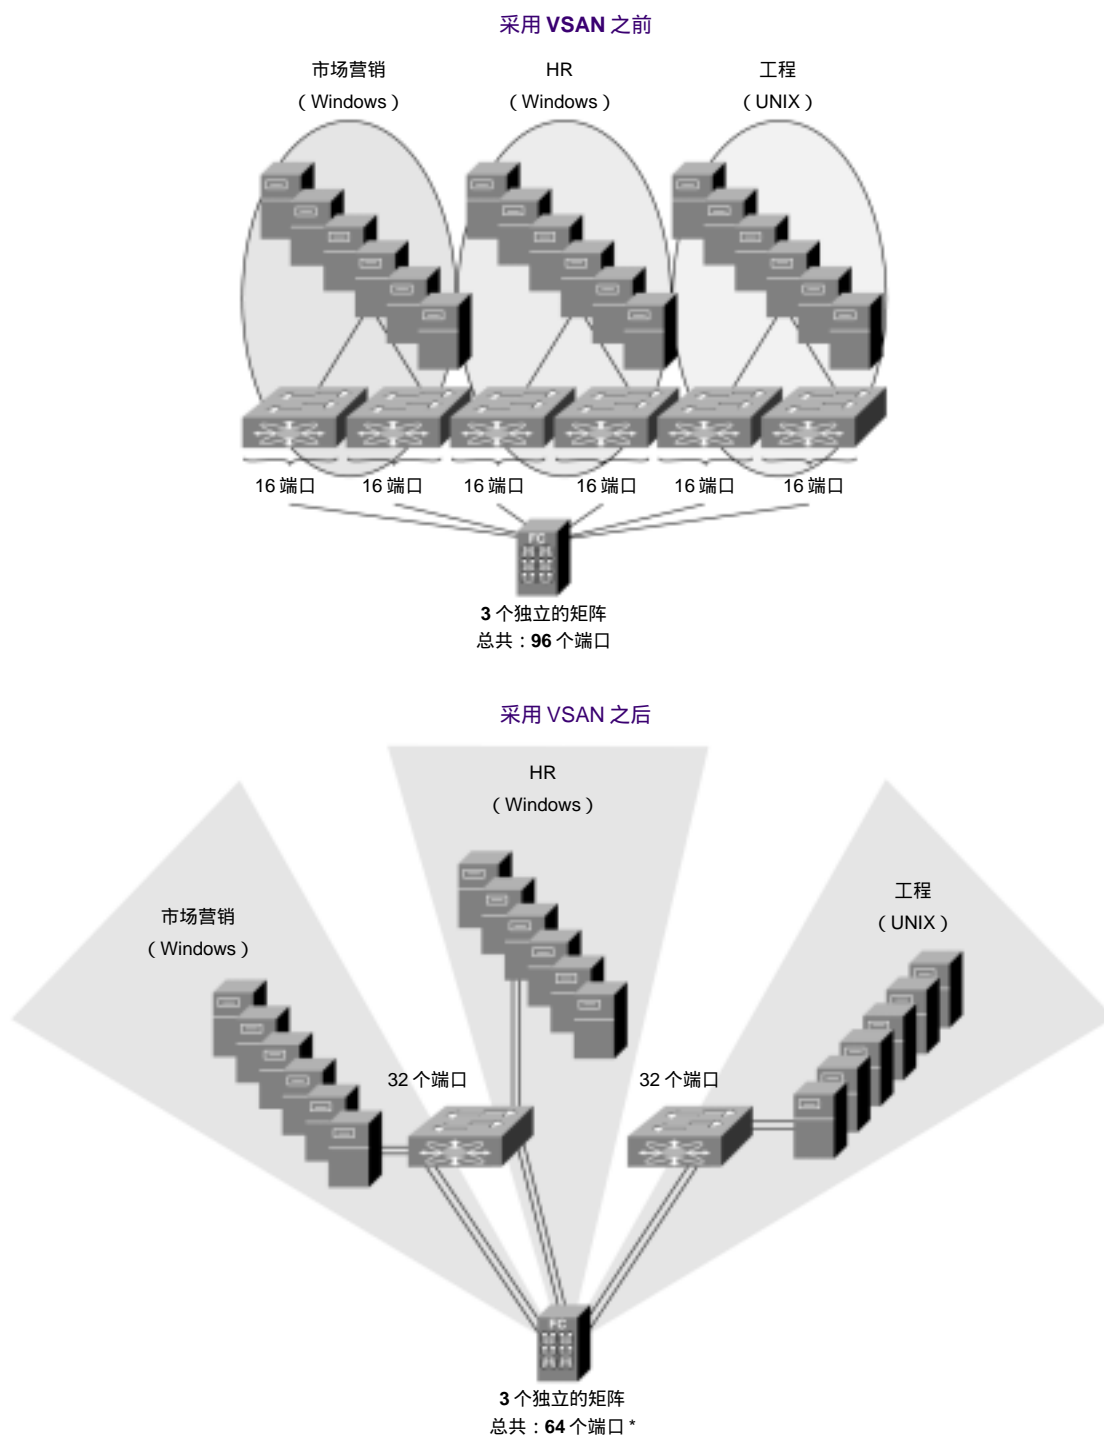 采用 VSAN 之前
市场营销
（Windows）
HR
（Windows）
工程
（UNIX）
16 端口
16 端口
16 端口
16 端口
16 端口
16 端口
FC
3 个独立的矩阵
总共：96 个端口
采用 VSAN 之后
HR
（Windows）
工程
（UNIX）
市场营销
（Windows）
32 个端口
32 个端口
FC
3 个独立的矩阵
总共：64 个端口 *